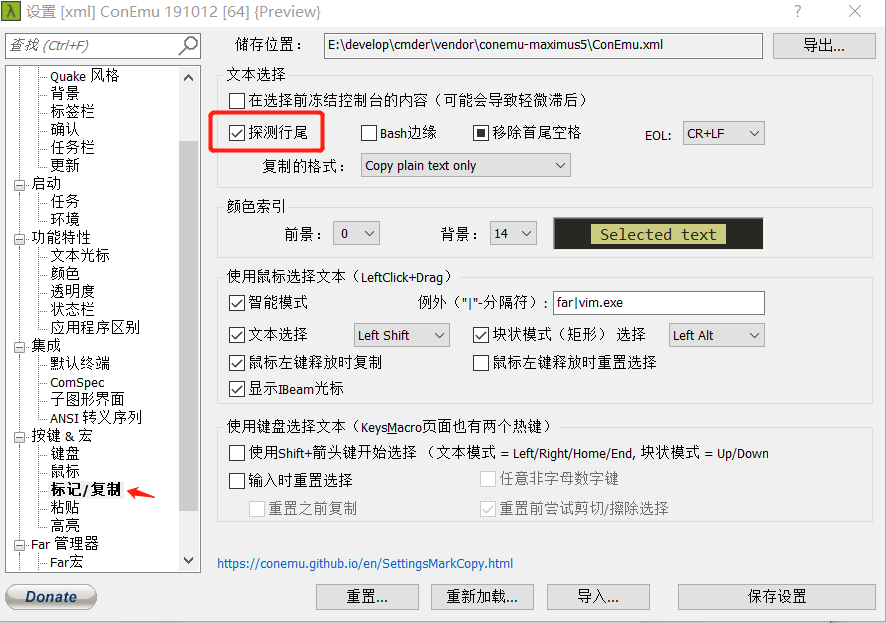 设置 [xml] ConEmu 191012 [64] {Preview}
查找 (Ctrl+F)
储存位置：
E:\develop\cmder\vendor\conemu-maximus5\ConEmu.xml
导出...
Quake 风格
背景
标签栏
确认
任务栏
更新
启动
任务
环境
功能特性
文本光标
颜色
透明度
状态栏
应用程序区别
集成
默认终端
ComSpec
子图形界面
ANSI 转义序列
按键 & 宏
键盘
鼠标
标记/复制
粘贴
高亮
Far 管理器
Far宏
文本选择
在选择前冻结控制台的内容（可能会导致轻微滞后）
探测行尾 Bash边缘 移除首尾空格 EOL: CR+LF
复制的格式： Copy plain text only
颜色索引
前景： 0 背景： 14 Selected text
使用鼠标选择文本（LeftClick+Drag）
智能模式 例外（"|"-分隔符）: far|vim.exe
文本选择 Left Shift 块状模式（矩形） 选择 Left Alt
鼠标左键释放时复制 鼠标左键释放时重置选择
显示IBeam光标
使用键盘选择文本（KeysMacro页面也有两个热键）
使用Shift+箭头键开始选择 （文本模式 = Left/Right/Home/End, 块状模式 = Up/Down
输入时重置选择 任意非字母数字键
重置之前复制 重置前尝试剪切/擦除选择
https://conemu.github.io/en/SettingsMarkCopy.html
Donate 重置... 重新加载... 导入... 保存设置